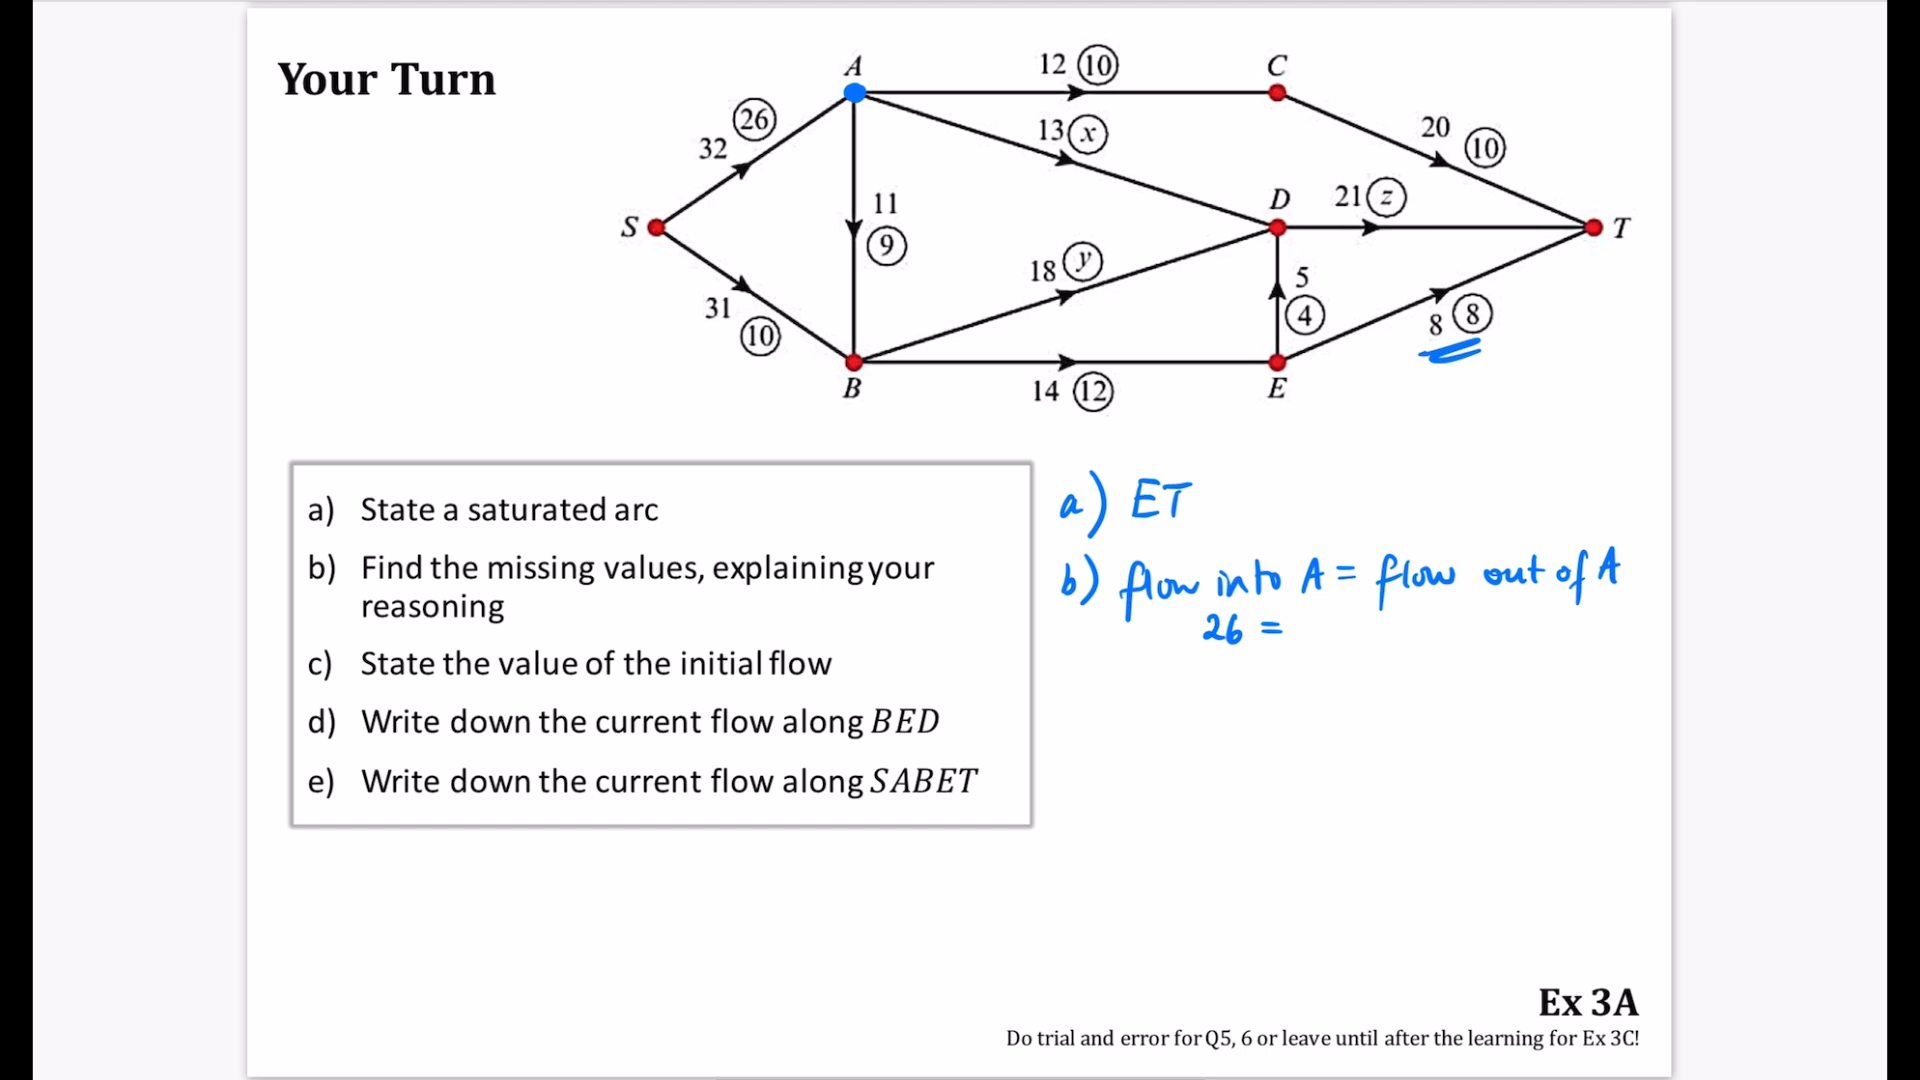 Your Turn
A
12 (10)
C
(26)
32
13 (x)
20
(10)
11
(9)
D
21 (z)
S
T
18 (y)
5
(4)
31
(10)
8 (8)
B
14 (12)
E
a) State a saturated arc
b) Find the missing values, explaining your
reasoning
c) State the value of the initial flow
d) Write down the current flow along BED
e) Write down the current flow along SABET
a) ET
b) flow into A = flow out of A
26 =
Ex 3A
Do trial and error for Q5, 6 or leave until after the learning for Ex 3C!